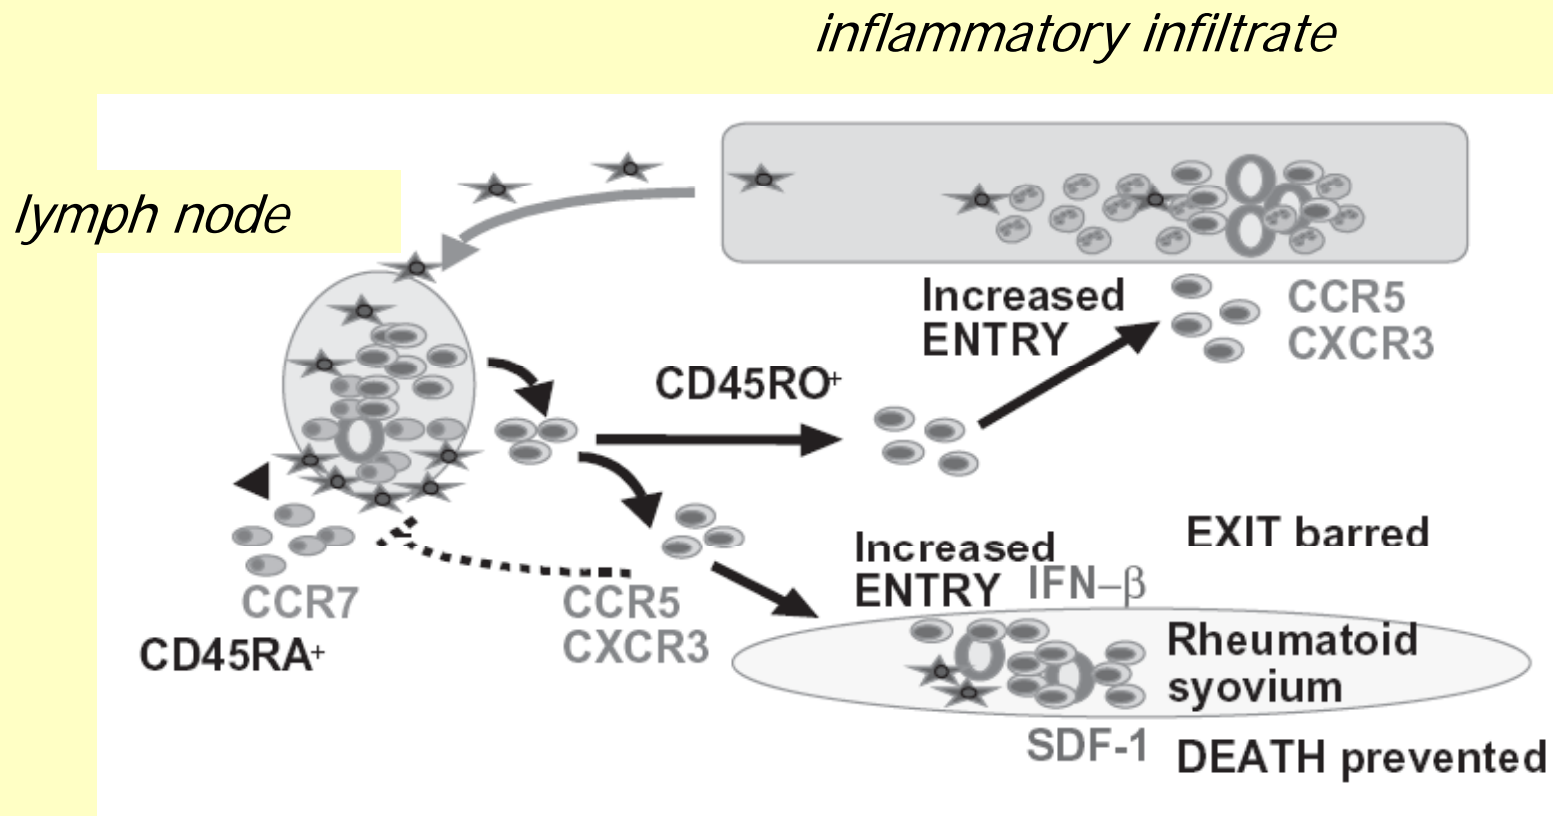 inflammatory infiltrate
lymph node
Increased
ENTRY
CCR5
CXCR3
CD45RO+
EXIT barred
Increased
ENTRY
IFN–β
CCR7
CD45RA+
CCR5
CXCR3
Rheumatoid
syovium
SDF-1
DEATH prevented